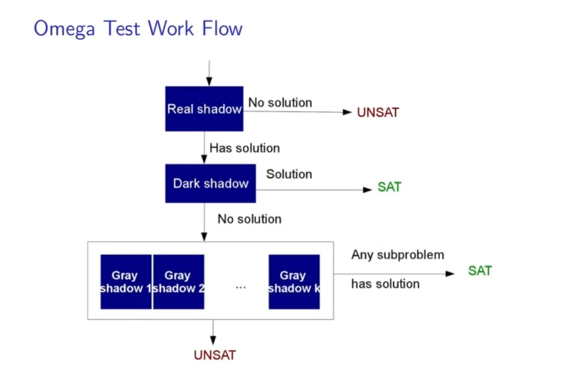 Omega Test Work Flow
Real shadow
No solution
UNSAT
Has solution
Dark shadow
Solution
SAT
No solution
Gray
shadow 1
Gray
shadow 2
...
Gray
shadow k
Any subproblem
has solution
SAT
UNSAT